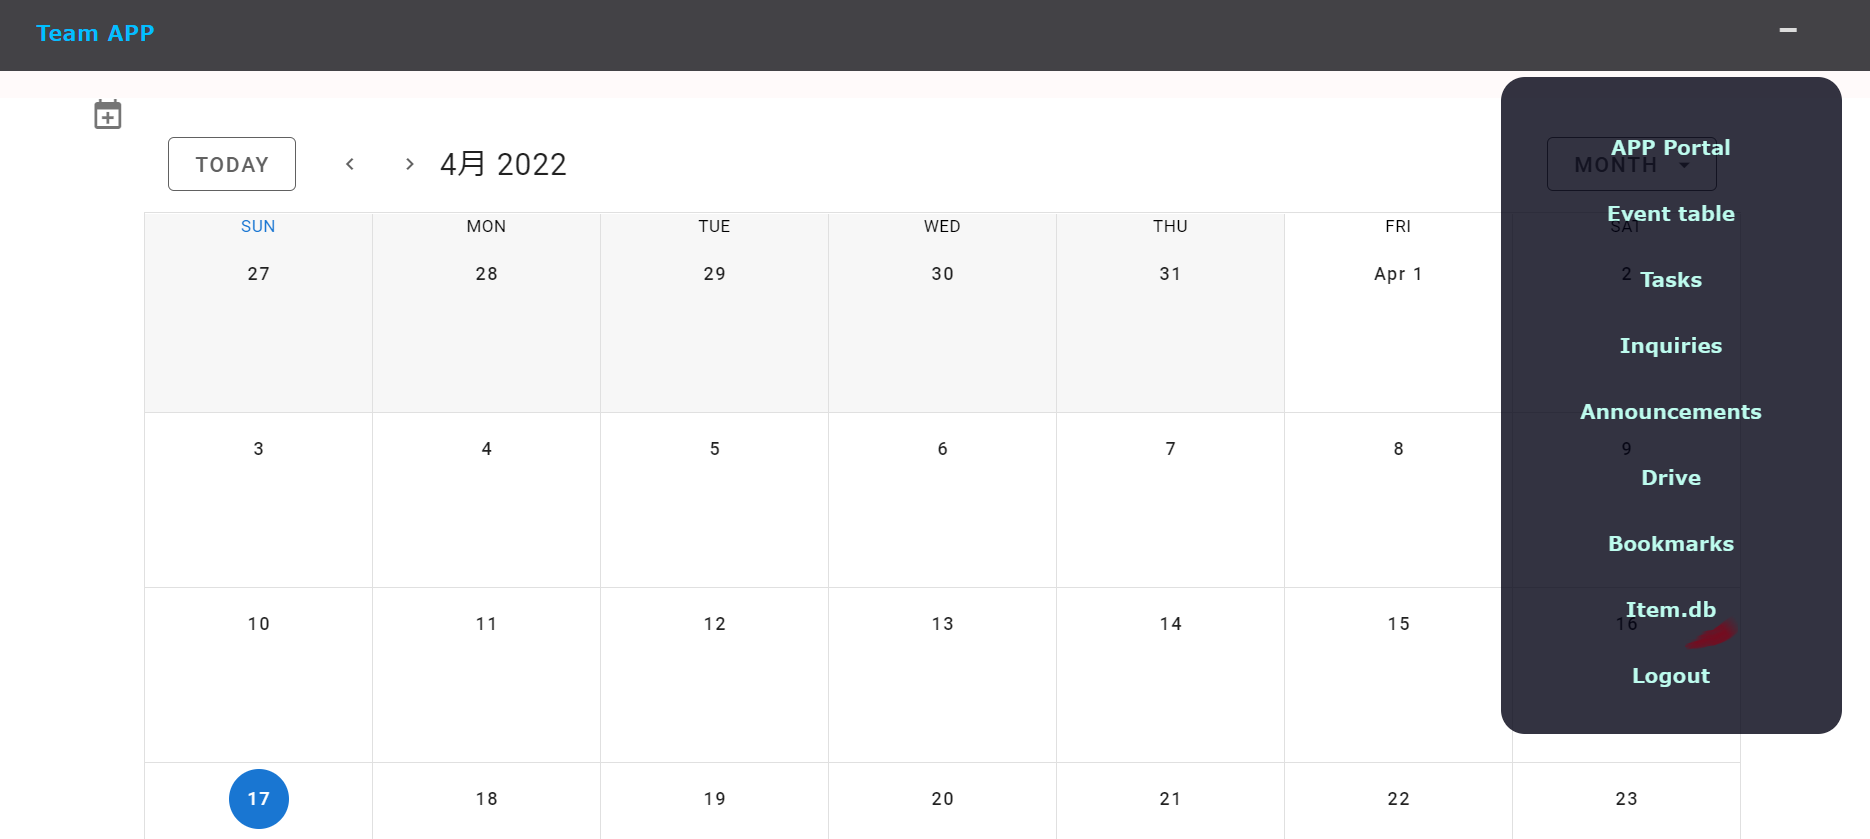 Team APP
TODAY 4月 2022 MONTH
SUN MON TUE WED THU FRI SAT
27 28 29 30 31 Apr 1 2
3 4 5 6 7 8 9
10 11 12 13 14 15 16
17 18 19 20 21 22 23
APP Portal
Event table
Tasks
Inquiries
Announcements
Drive
Bookmarks
Item.db
Logout